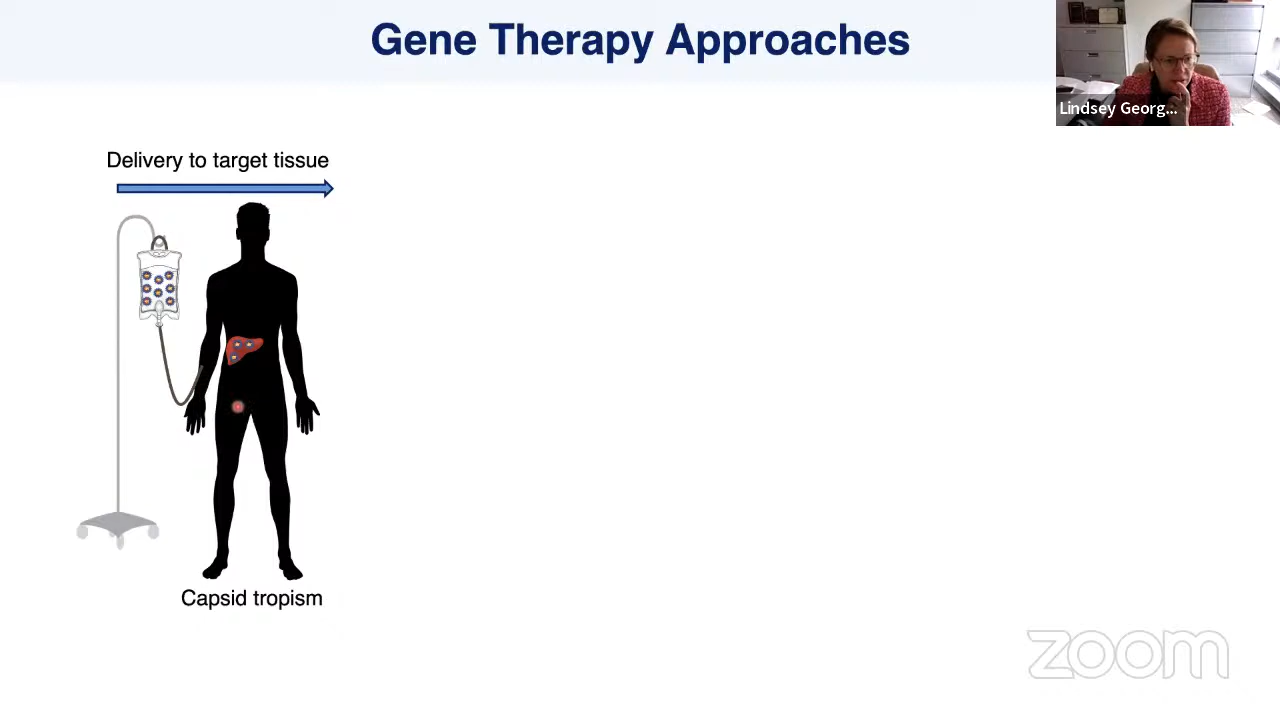 Gene Therapy Approaches
Lindsey Georg...
Delivery to target tissue
Capsid tropism
zoom